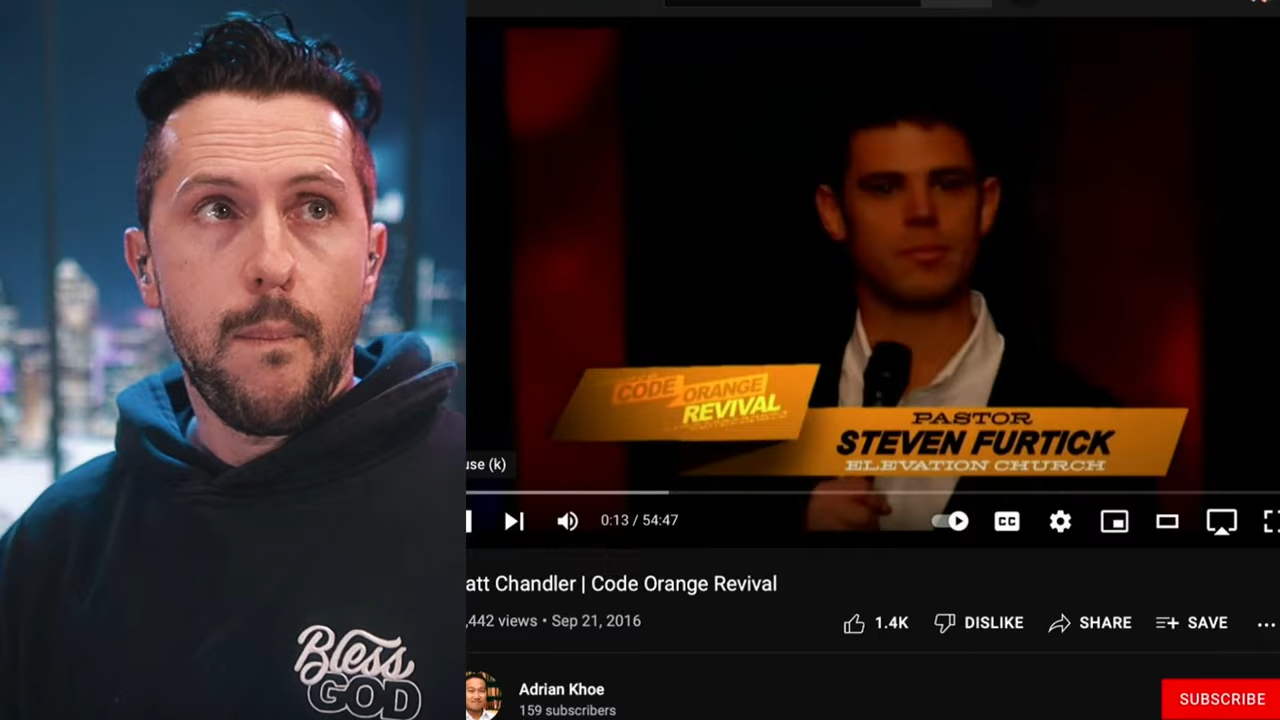 Bless
GOD
CODE ORANGE
REVIVAL
PASTOR
STEVEN FURTICK
ELEVATION CHURCH
use (k)
0:13 / 54:47
CC
att Chandler | Code Orange Revival
,442 views • Sep 21, 2016
1.4K
DISLIKE
SHARE
SAVE
Adrian Khoe
159 subscribers
SUBSCRIBE